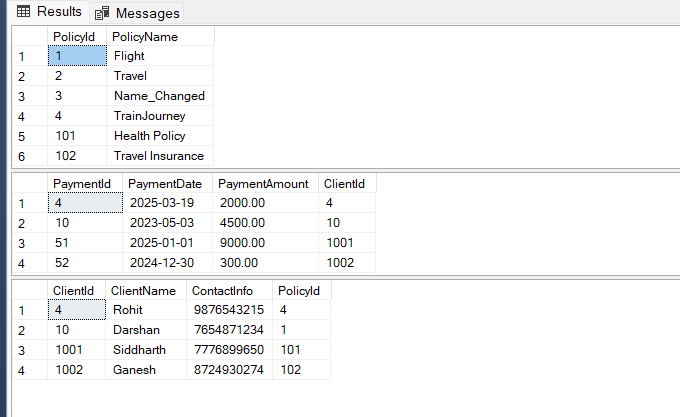 Results Messages
PolicyId PolicyName
1 1 Flight
2 2 Travel
3 3 Name_Changed
4 4 TrainJourney
5 101 Health Policy
6 102 Travel Insurance
PaymentId PaymentDate PaymentAmount ClientId
1 4 2025-03-19 2000.00 4
2 10 2023-05-03 4500.00 10
3 51 2025-01-01 9000.00 1001
4 52 2024-12-30 300.00 1002
ClientId ClientName ContactInfo PolicyId
1 4 Rohit 9876543215 4
2 10 Darshan 7654871234 1
3 1001 Siddharth 7776899650 101
4 1002 Ganesh 8724930274 102